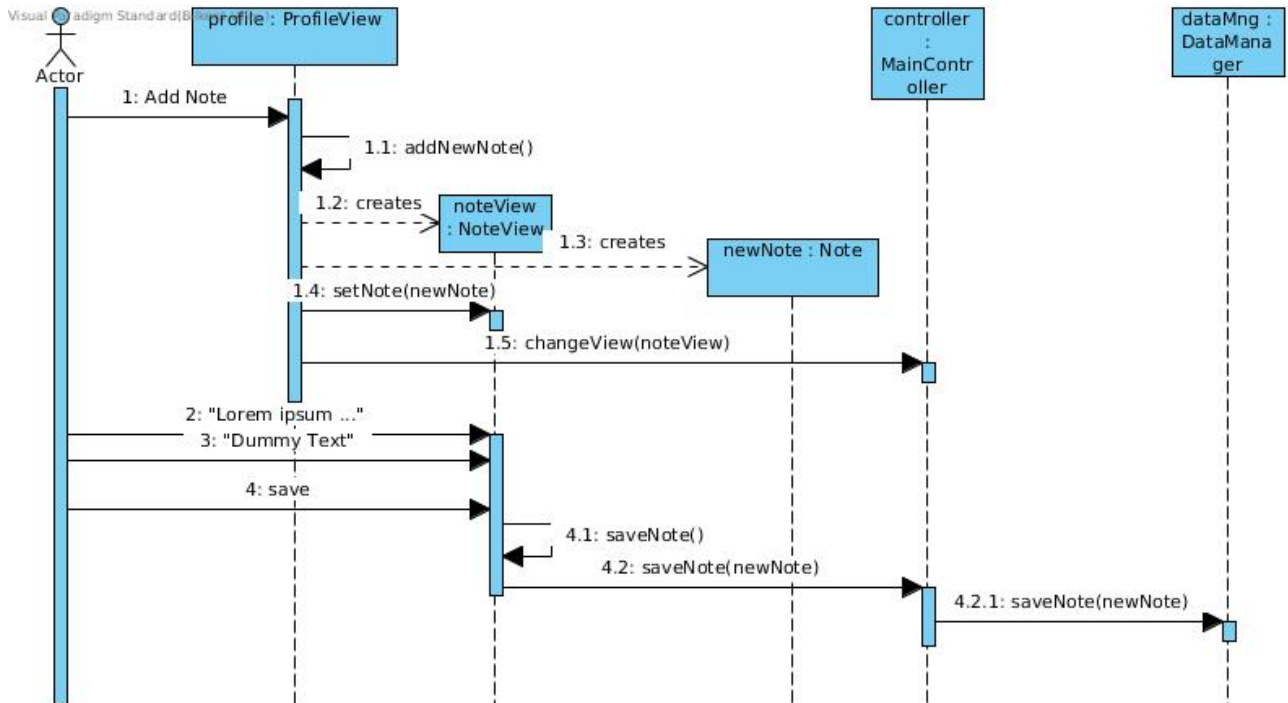 Visual Paradigm Standard
Actor
profile : ProfileView
controller
:
MainContr
oller
dataMng :
DataMana
ger
1: Add Note
1.1: addNewNote()
1.2: creates
noteView
: NoteView
1.3: creates
newNote : Note
1.4: setNote(newNote)
1.5: changeView(noteView)
2: "Lorem ipsum ..."
3: "Dummy Text"
4: save
4.1: saveNote()
4.2: saveNote(newNote)
4.2.1: saveNote(newNote)